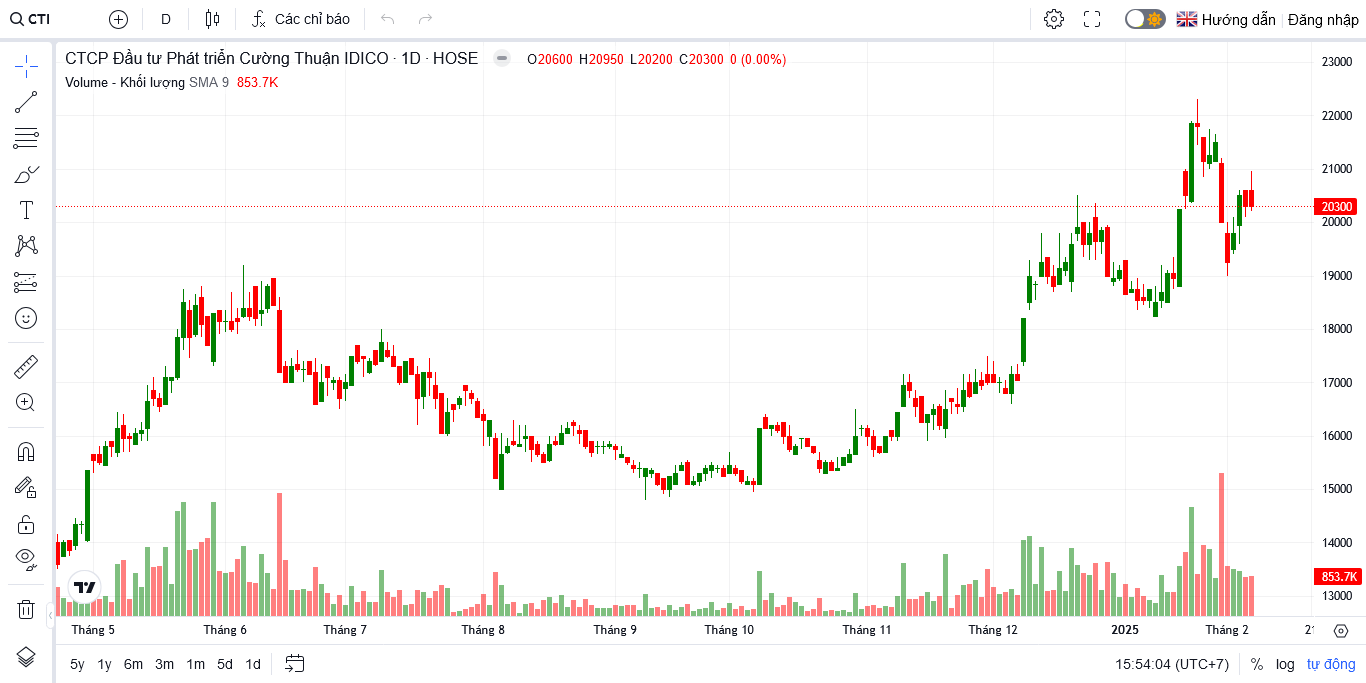 CTI D Các chỉ báo Hướng dẫn Đăng nhập
CTCP Đầu tư Phát triển Cường Thuận IDICO · 1D · HOSE O20600 H20950 L20200 C20300 0 (0.00%)
Volume - Khối lượng SMA 9 853.7K
23000
22000
21000
20300
20000
19000
18000
17000
16000
15000
14000
853.7K
13000
Tháng 5 Tháng 6 Tháng 7 Tháng 8 Tháng 9 Tháng 10 Tháng 11 Tháng 12 2025 Tháng 2
5y 1y 6m 3m 1m 5d 1d 15:54:04 (UTC+7) % log tự động